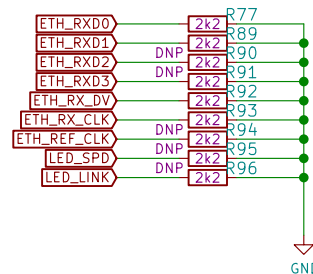 ETH_RXD0 2k2 R77
ETH_RXD1 2k2 R89
ETH_RXD2 DNP 2k2 R90
ETH_RXD3 2k2 R91
DNP
ETH_RX_DV 2k2 R92
ETH_RX_CLK 2k2 R93
ETH_REF_CLK DNP 2k2 R94
LED_SPD 2k2 R95
LED_LINK DNP 2k2 R96
GND